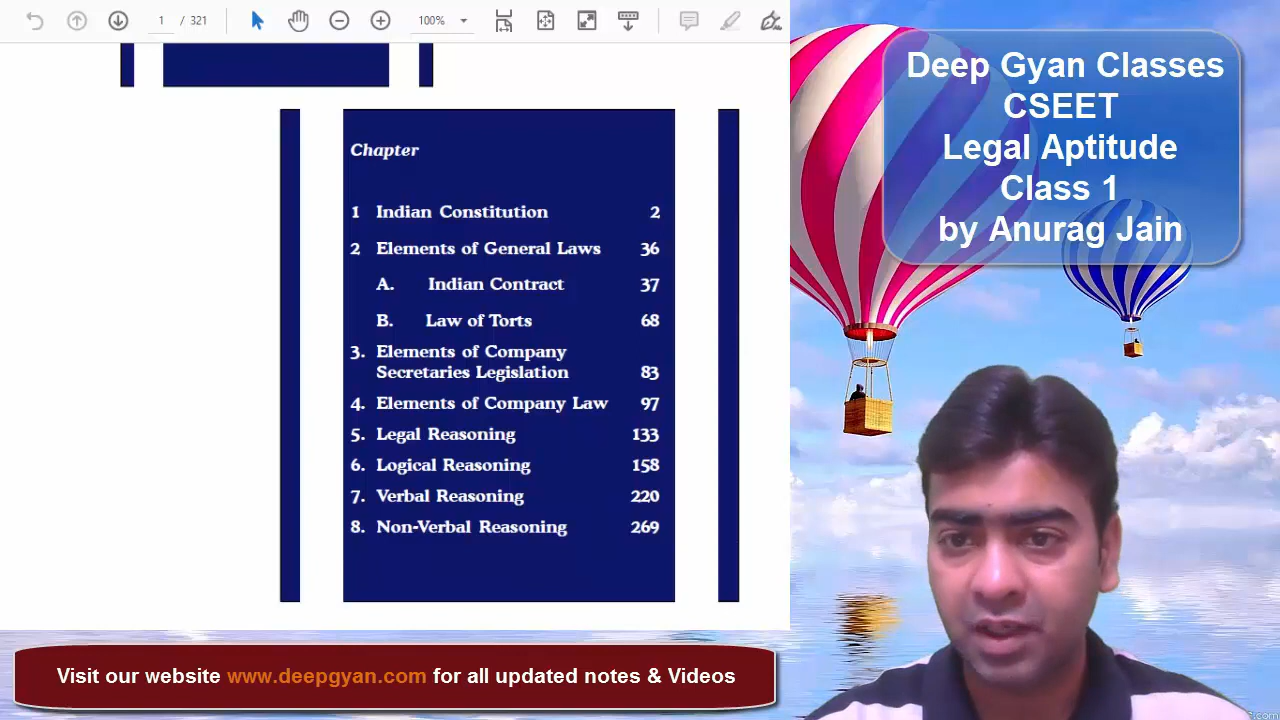 1 / 321
100%
Chapter
1 Indian Constitution 2
2 Elements of General Laws 36
A. Indian Contract 37
B. Law of Torts 68
3. Elements of Company
Secretaries Legislation 83
4. Elements of Company Law 97
5. Legal Reasoning 133
6. Logical Reasoning 158
7. Verbal Reasoning 220
8. Non-Verbal Reasoning 269
Deep Gyan Classes
CSEET
Legal Aptitude
Class 1
by Anurag Jain
Visit our website www.deepgyan.com for all updated notes & Videos